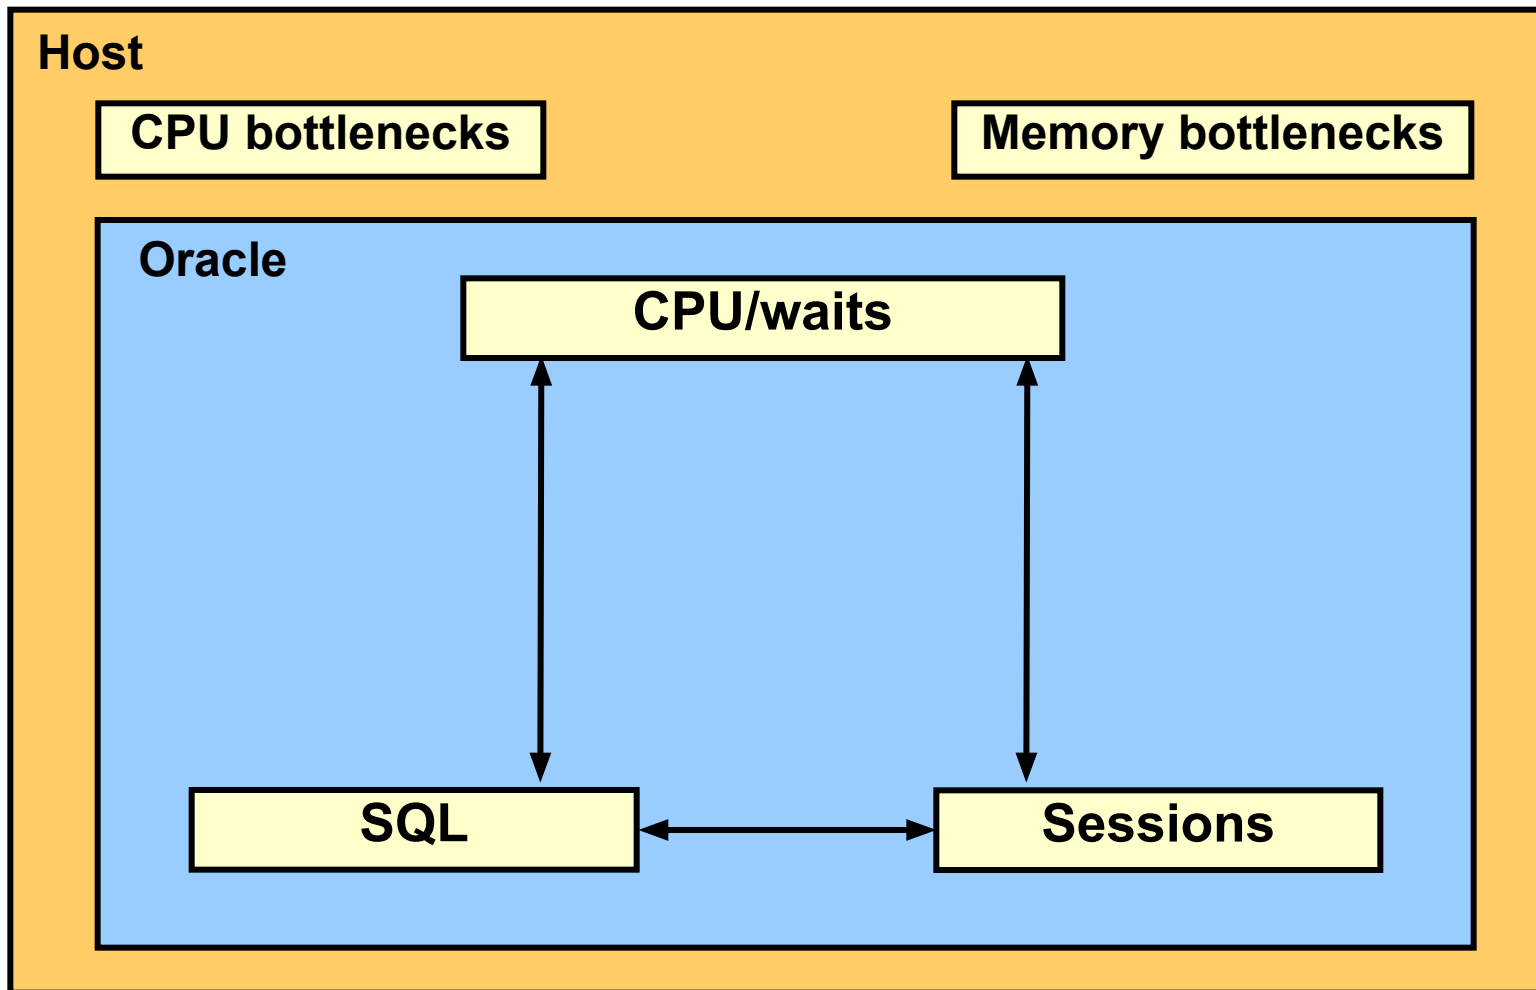 Host
CPU bottlenecks
Memory bottlenecks
Oracle
CPU/waits
SQL
Sessions